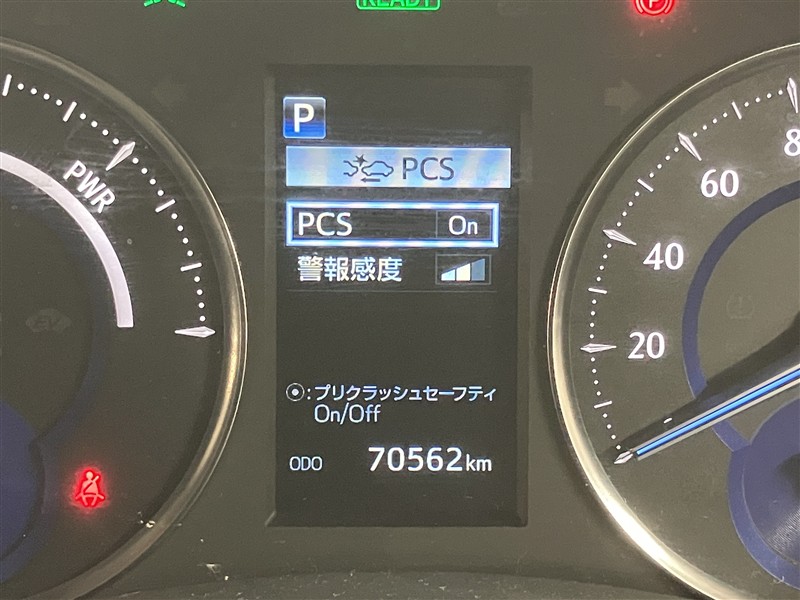 READY
P
P
PCS
PWR
PCS On
警報感度
80
60
40
20
◉:プリクラッシュセーフティ
On/Off
ODO 70562km